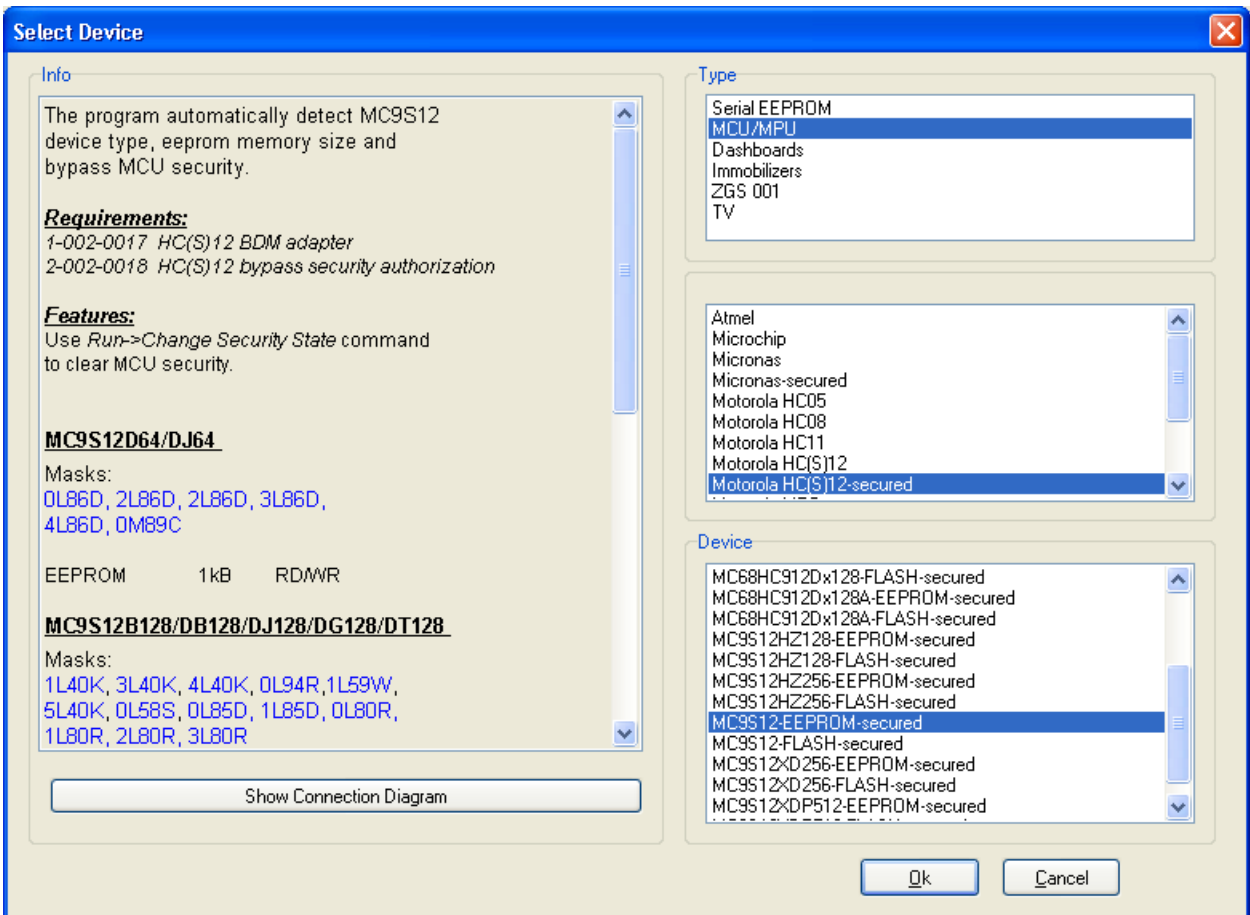 Select Device
Info
The program automatically detect MC9S12
device type, eeprom memory size and
bypass MCU security.
Requirements:
1-002-0017 HC(S)12 BDM adapter
2-002-0018 HC(S)12 bypass security authorization
Features:
Use Run->Change Security State command
to clear MCU security.
MC9S12D64/DJ64
Masks:
0L86D, 2L86D, 2L86D, 3L86D,
4L86D, 0M89C
EEPROM 1kB RD/WR
MC9S12B128/DB128/DJ128/DG128/DT128
Masks:
1L40K, 3L40K, 4L40K, 0L94R,1L59W,
5L40K, 0L58S, 0L85D, 1L85D, 0L80R,
1L80R, 2L80R, 3L80R
Show Connection Diagram
Type
Serial EEPROM
MCU/MPU
Dashboards
Immobilizers
ZGS 001
TV
Atmel
Microchip
Micronas
Micronas-secured
Motorola HC05
Motorola HC08
Motorola HC11
Motorola HC(S)12
Motorola HC(S)12-secured
Device
MC68HC912Dx128-FLASH-secured
MC68HC912Dx128A-EEPROM-secured
MC68HC912Dx128A-FLASH-secured
MC9S12HZ128-EEPROM-secured
MC9S12HZ128-FLASH-secured
MC9S12HZ256-EEPROM-secured
MC9S12HZ256-FLASH-secured
MC9S12-EEPROM-secured
MC9S12-FLASH-secured
MC9S12XD256-EEPROM-secured
MC9S12XD256-FLASH-secured
MC9S12XDP512-EEPROM-secured
Ok
Cancel